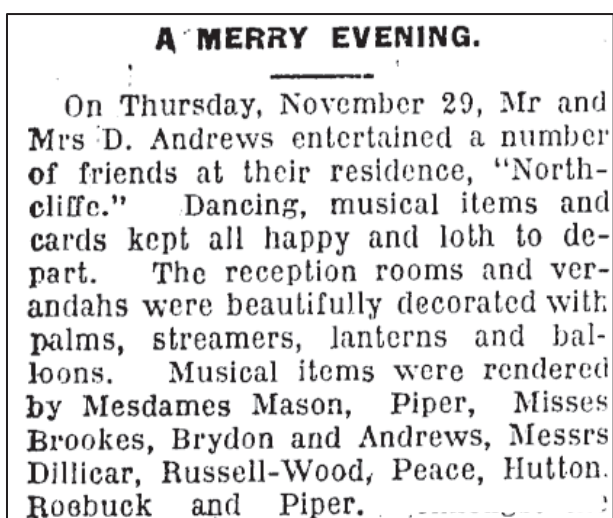 A MERRY EVENING.
On Thursday, November 29, Mr and
Mrs D. Andrews entertained a number
of friends at their residence, "North-
cliffe." Dancing, musical items and
cards kept all happy and loth to de-
part. The reception rooms and ver-
andahs were beautifully decorated with
palms, streamers, lanterns and bal-
loons. Musical items were rendered
by Mesdames Mason, Piper, Misses
Brookes, Brydon and Andrews, Messrs
Dillicar, Russell-Wood, Peace, Hutton.
Roebuck and Piper.